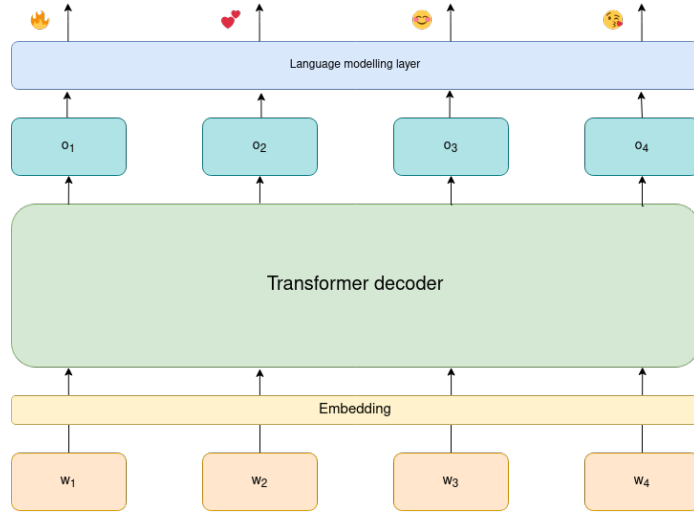 Language modelling layer
o₁ o₂ o₃ o₄
Transformer decoder
Embedding
w₁ w₂ w₃ w₄